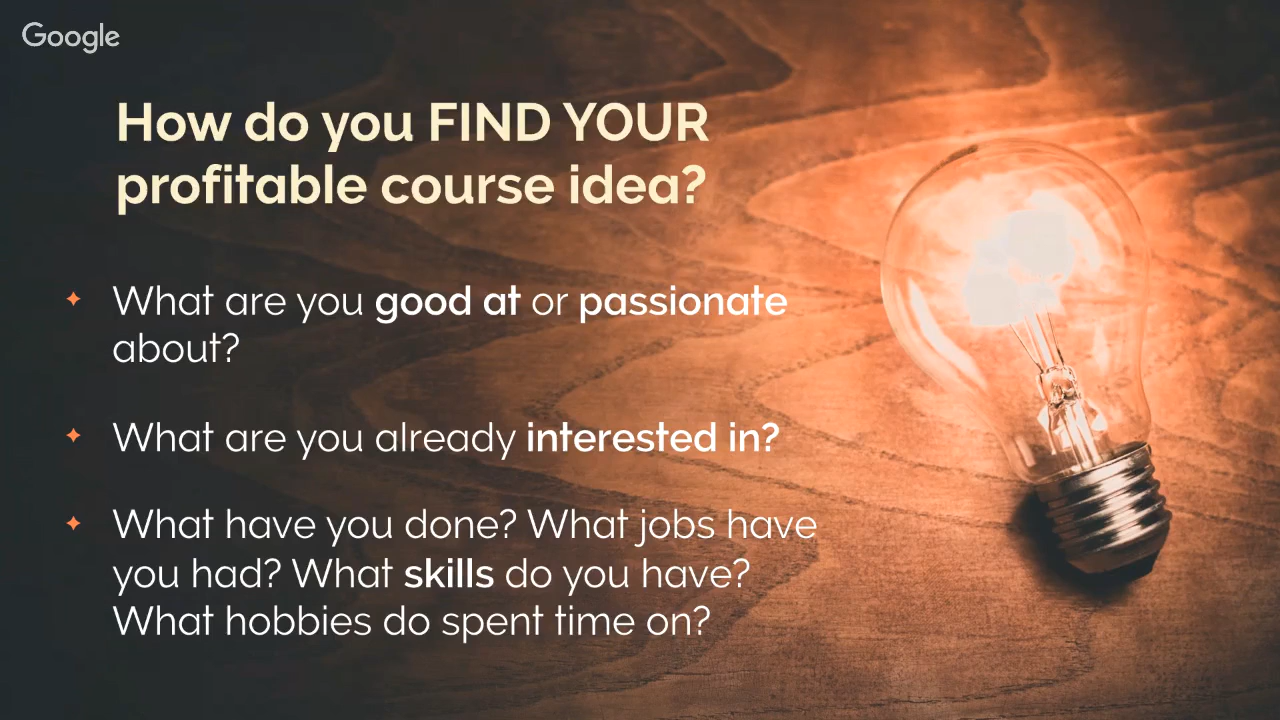 Google
How do you FIND YOUR
profitable course idea?
What are you good at or passionate
about?
What are you already interested in?
What have you done? What jobs have
you had? What skills do you have?
What hobbies do spent time on?